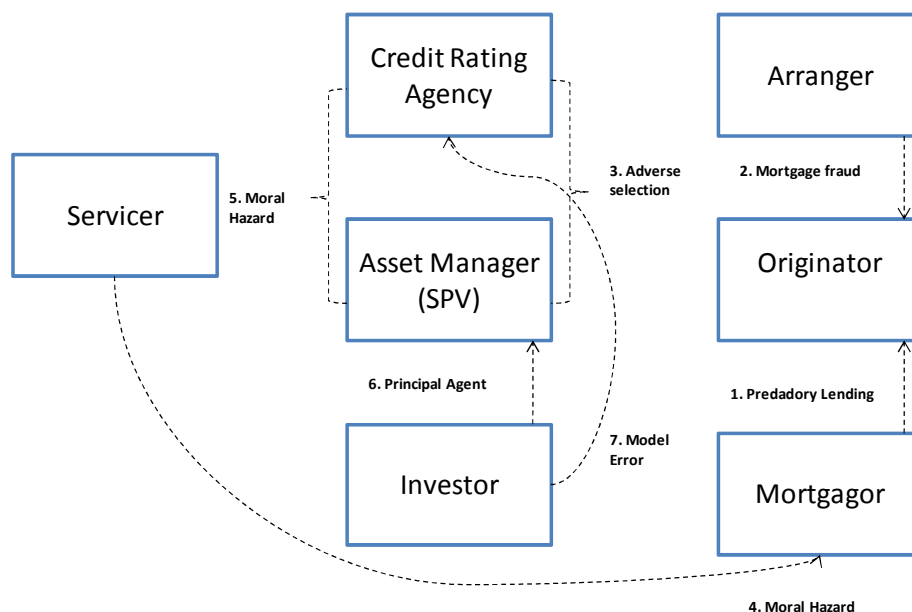 Credit Rating
Agency
Arranger
Servicer
5. Moral
Hazard
3. Adverse
selection
2. Mortgage fraud
Asset Manager
(SPV)
Originator
6. Principal Agent
1. Predadory Lending
Investor
7. Model
Error
Mortgagor
4. Moral Hazard